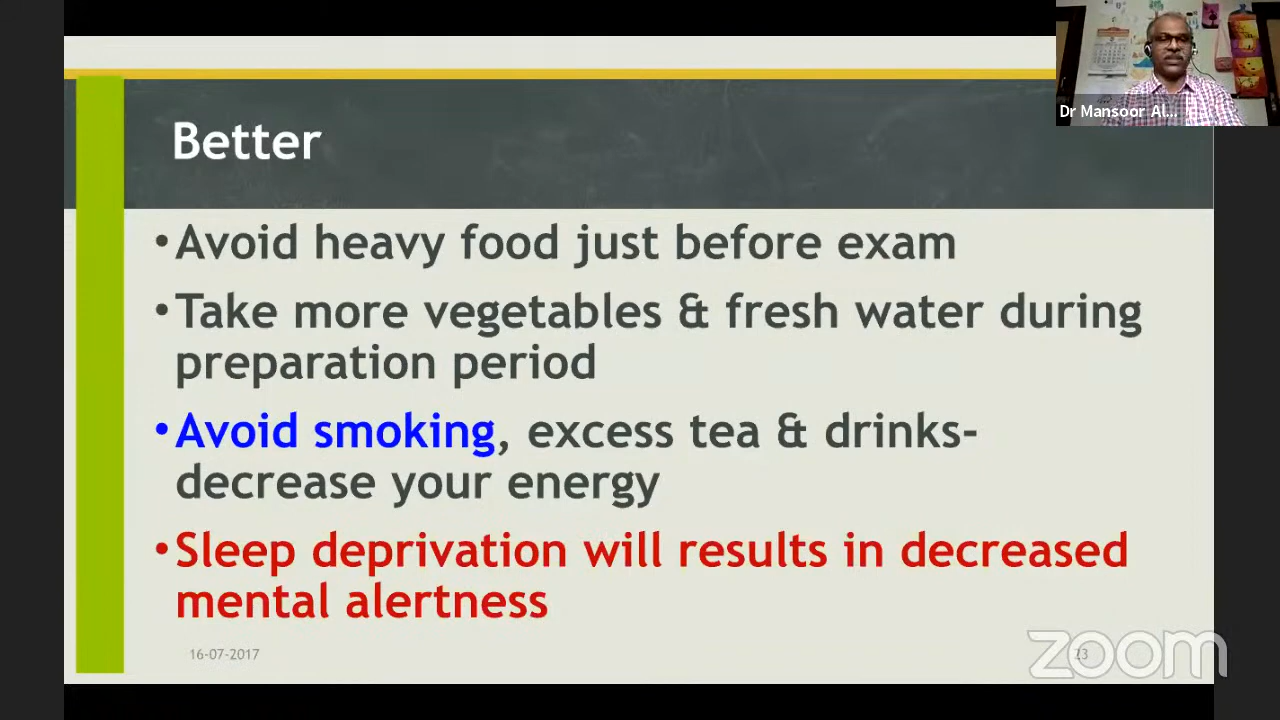 Dr Mansoor Al...
Better
•Avoid heavy food just before exam
•Take more vegetables & fresh water during
preparation period
•Avoid smoking, excess tea & drinks-
decrease your energy
•Sleep deprivation will results in decreased
mental alertness
16-07-2017
23
zoom